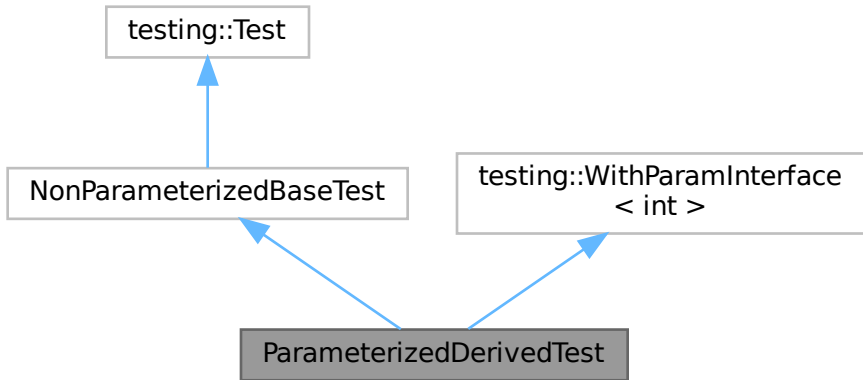 testing::Test
NonParameterizedBaseTest
testing::WithParamInterface
< int >
ParameterizedDerivedTest